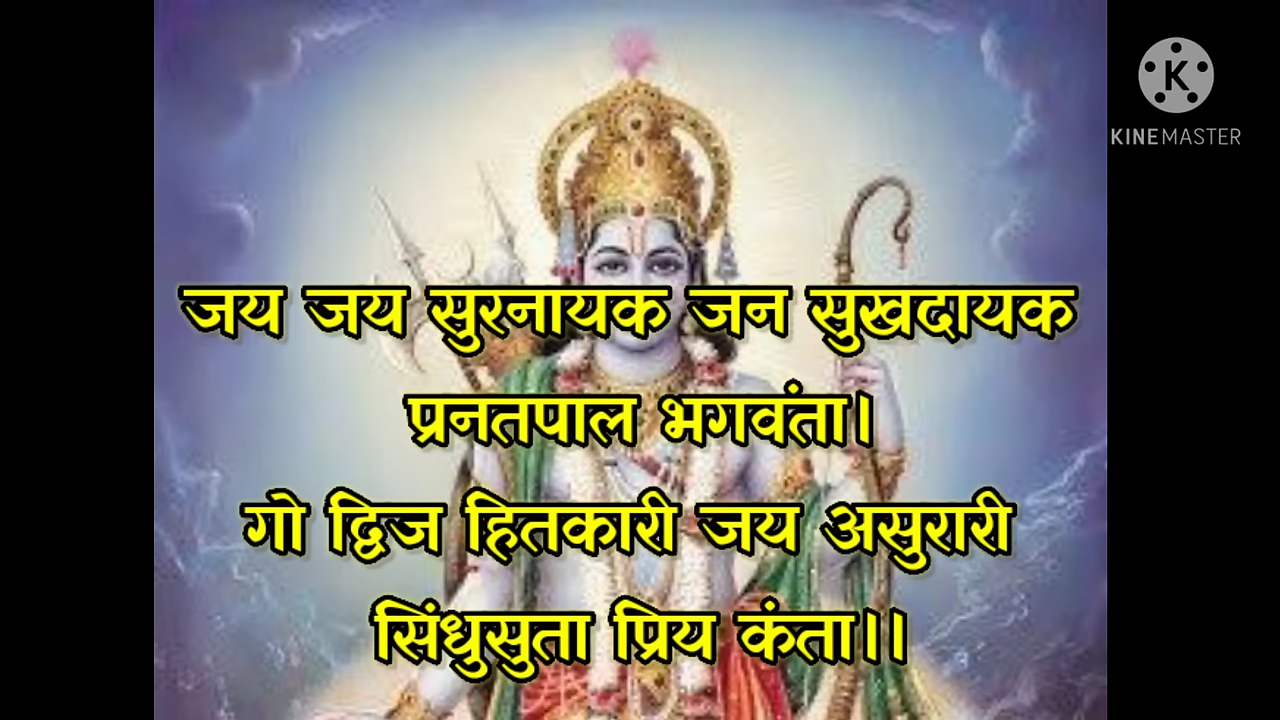 KINEMASTER
जय जय सुरनायक जन सुखदायक
प्रनतपाल भगवंता।
गो द्विज हितकारी जय असुरारी
सिंधुसुता प्रिय कंता।।